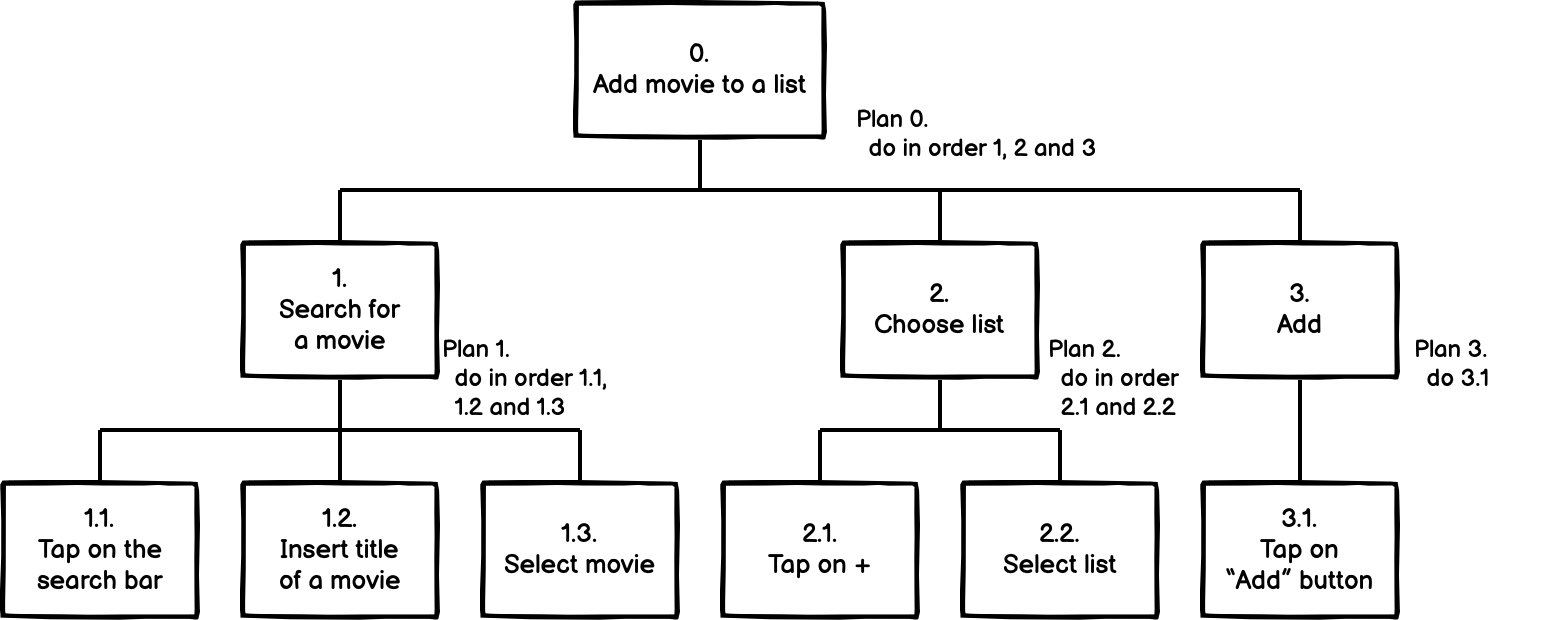 0.
Add movie to a list
Plan 0.
do in order 1, 2 and 3
1.
Search for
a movie
Plan 1.
do in order 1.1,
1.2 and 1.3
2.
Choose list
Plan 2.
do in order
2.1 and 2.2
3.
Add
Plan 3.
do 3.1
1.1.
Tap on the
search bar
1.2.
Insert title
of a movie
1.3.
Select movie
2.1.
Tap on +
2.2.
Select list
3.1.
Tap on
“Add” button